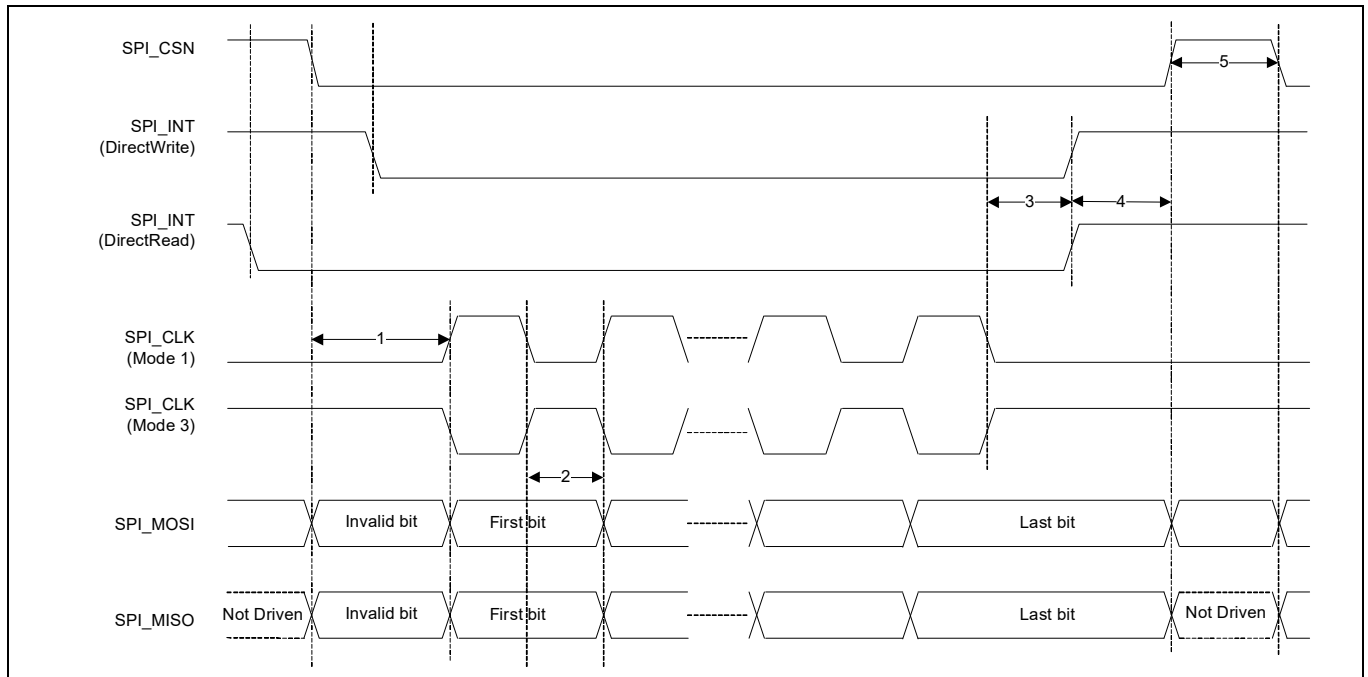 SPI_CSN
5
SPI_INT
(DirectWrite)
3
4
SPI_INT
(DirectRead)
SPI_CLK
(Mode 1)
1
SPI_CLK
(Mode 3)
2
SPI_MOSI
Invalid bit
First bit
Last bit
SPI_MISO
Not Driven
Invalid bit
First bit
Last bit
Not Driven